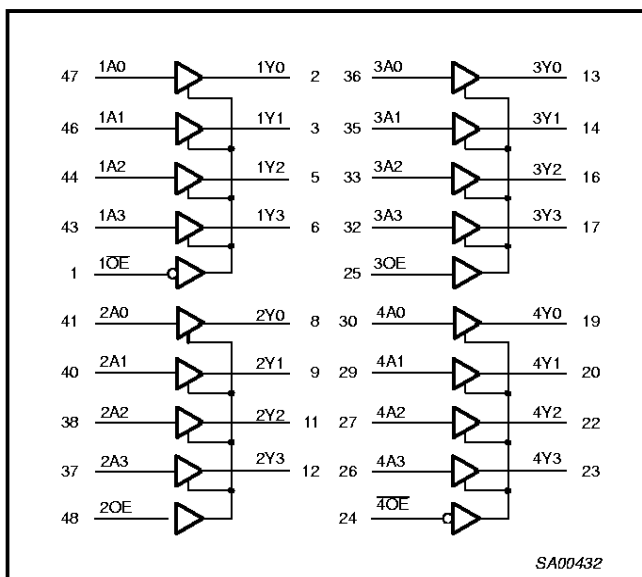 47 1A0 1Y0 2 36 3A0 3Y0 13
46 1A1 1Y1 3 35 3A1 3Y1 14
44 1A2 1Y2 5 33 3A2 3Y2 16
43 1A3 1Y3 6 32 3A3 3Y3 17
1 1O̅E̅ 25 3OE
41 2A0 2Y0 8 30 4A0 4Y0 19
40 2A1 2Y1 9 29 4A1 4Y1 20
38 2A2 2Y2 11 27 4A2 4Y2 22
37 2A3 2Y3 12 26 4A3 4Y3 23
48 2OE 24 4̅O̅E̅
SA00432